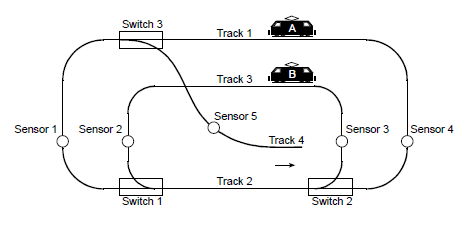 Switch 3
Track 1
A
Track 3
B
Sensor 5
Sensor 1
Sensor 2
Sensor 3
Sensor 4
Track 4
Track 2
Switch 1
Switch 2